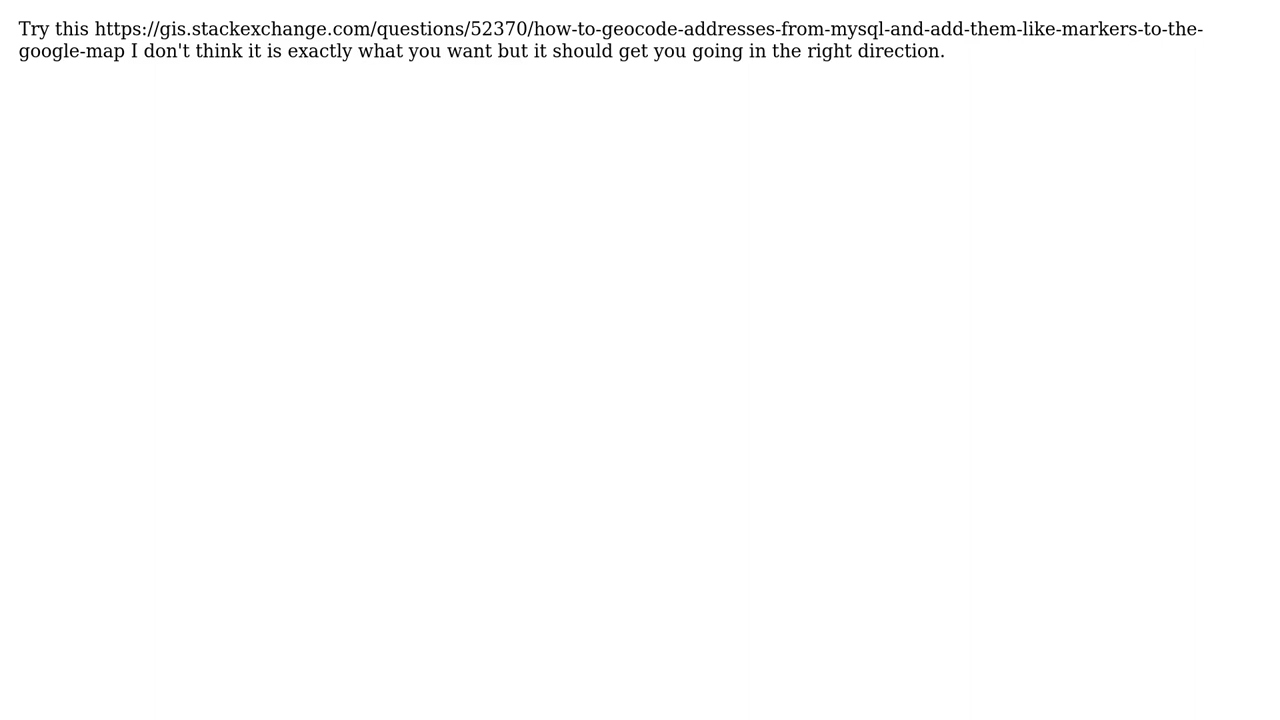 Try this https://gis.stackexchange.com/questions/52370/how-to-geocode-addresses-from-mysql-and-add-them-like-markers-to-the-
google-map I don't think it is exactly what you want but it should get you going in the right direction.